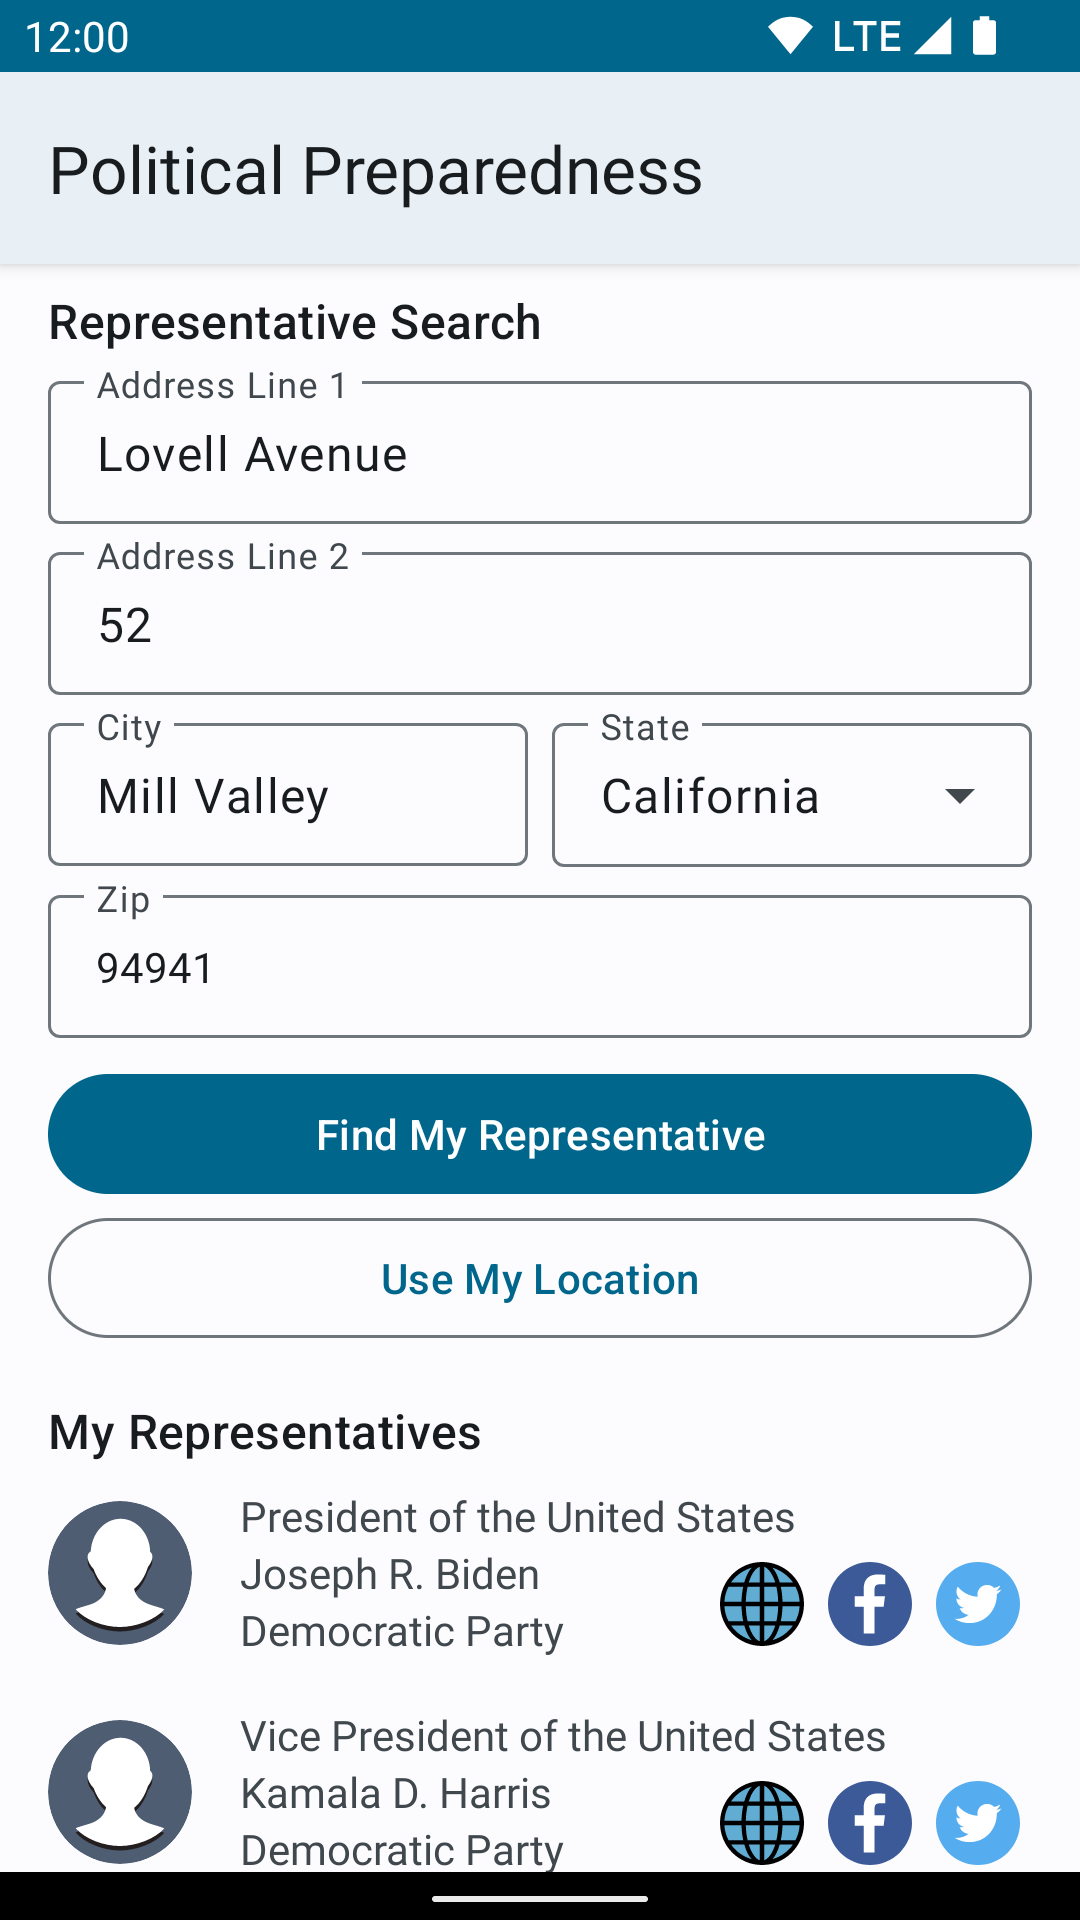 12:00
LTE
Political Preparedness
Representative Search
Address Line 1
Lovell Avenue
Address Line 2
52
City
Mill Valley
State
California
Zip
94941
Find My Representative
Use My Location
My Representatives
President of the United States
Joseph R. Biden
Democratic Party
Vice President of the United States
Kamala D. Harris
Democratic Party